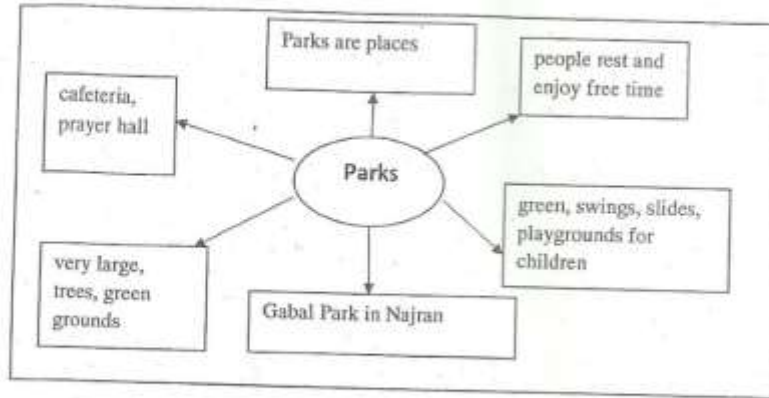 Parks are places
people rest and
enjoy free time
cafeteria,
prayer hall
Parks
green, swings, slides,
playgrounds for
children
very large,
trees, green
grounds
Gabal Park in Najran